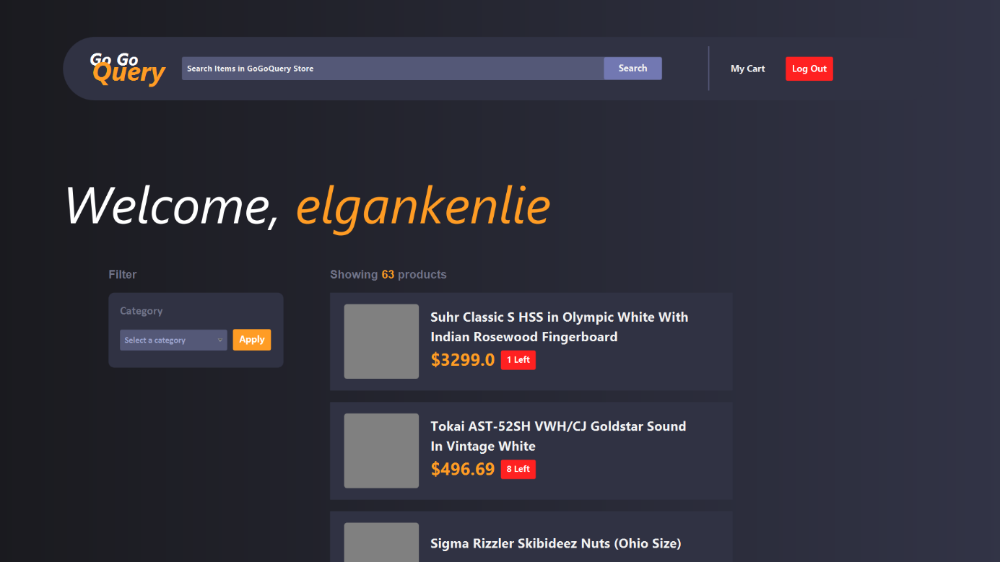 Go Go
Query
Search Items in GoGoQuery Store
Search
My Cart
Log Out
Welcome, elgankenlie
Filter
Category
Select a category
Apply
Showing 63 products
Suhr Classic S HSS in Olympic White With
Indian Rosewood Fingerboard
$3299.0
1 Left
Tokai AST-52SH VWH/CJ Goldstar Sound
In Vintage White
$496.69
8 Left
Sigma Rizzler Skibideez Nuts (Ohio Size)